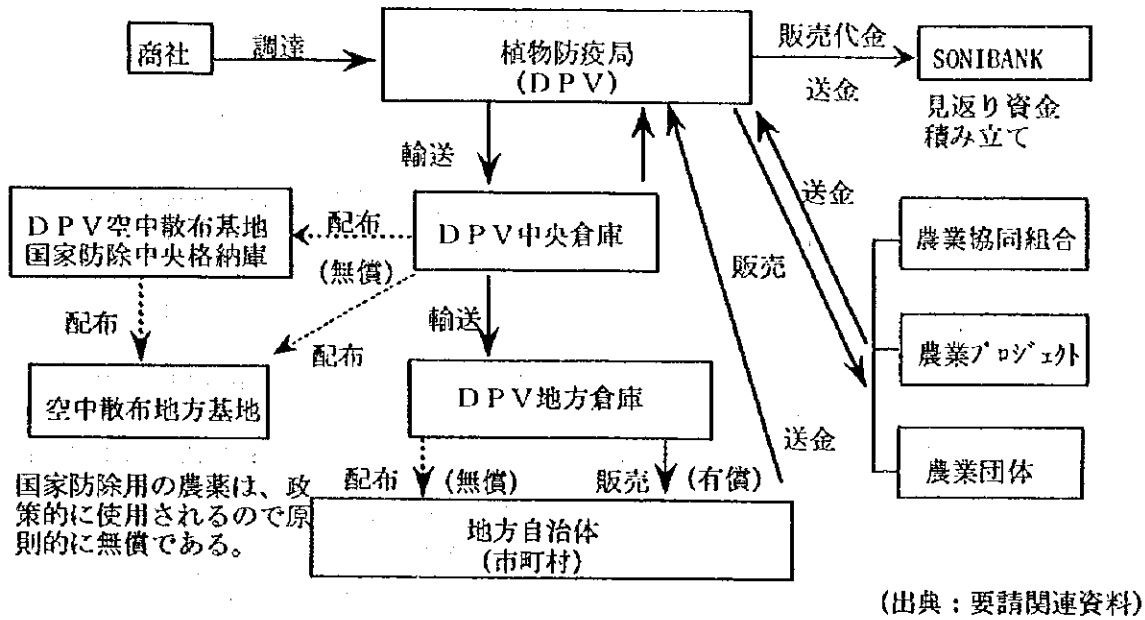 商社
調達
植物防疫局
(DPV)
販売代金
送金
SONIBANK
見返り資金
積み立て
輸送
DPV空中散布基地
国家防除中央格納庫
配布
(無償)
DPV中央倉庫
販売
送金
農業協同組合
配布
配布
輸送
農業プロジェクト
空中散布地方基地
DPV地方倉庫
送金
農業団体
国家防除用の農薬は、政
策的に使用されるので原
則的に無償である。
配布
(無償)
販売
(有償)
地方自治体
(市町村)
(出典:要請関連資料)